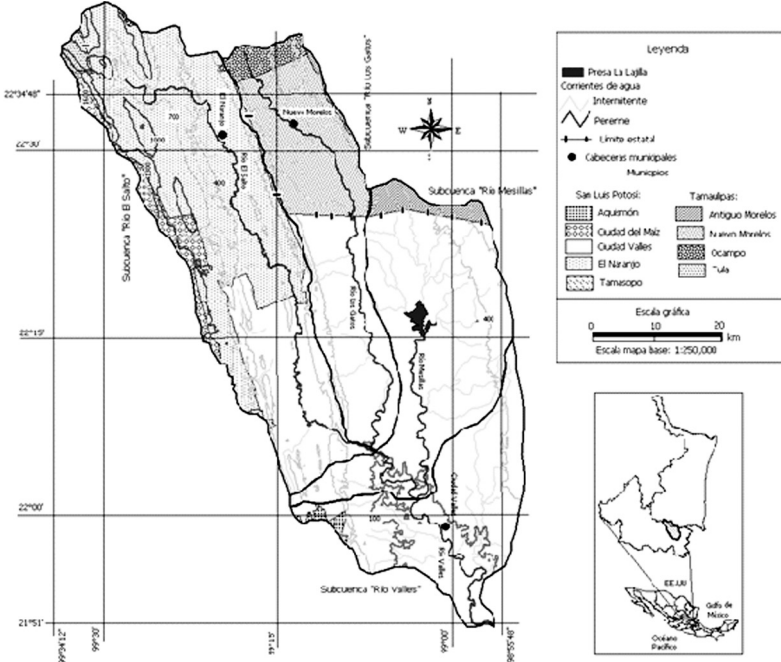 22°34'48"
22°30'
22°15'
22°00'
21°51'
99°34'12"
99°30'
99°15'
99°00'
98°55'48"
Subcuenca "Río Los Gatos"
Subcuenca "Río Mesillas"
Subcuenca "Río El Salto"
Subcuenca "Río Valles"
El Naranjo
Nuevo Morelos
Río El Salto
Río los Gatos
Río Mesillas
Ciudad Valles
Río Valles
700
1000
400
400
100
N
W
E
Leyenda
Presa La Lajilla
Corrientes de agua
Intermitente
Perenne
Límite estatal
Cabeceras municipales
Municipios
San Luis Potosí:
Aquismón
Ciudad del Maíz
Ciudad Valles
El Naranjo
Tamasopo
Tamaulipas:
Antiguo Morelos
Nuevo Morelos
Ocampo
Tula
Escala gráfica
0 10 20
km
Escala mapa base: 1:250,000
EE.UU
Golfo de
México
Océano
Pacífico